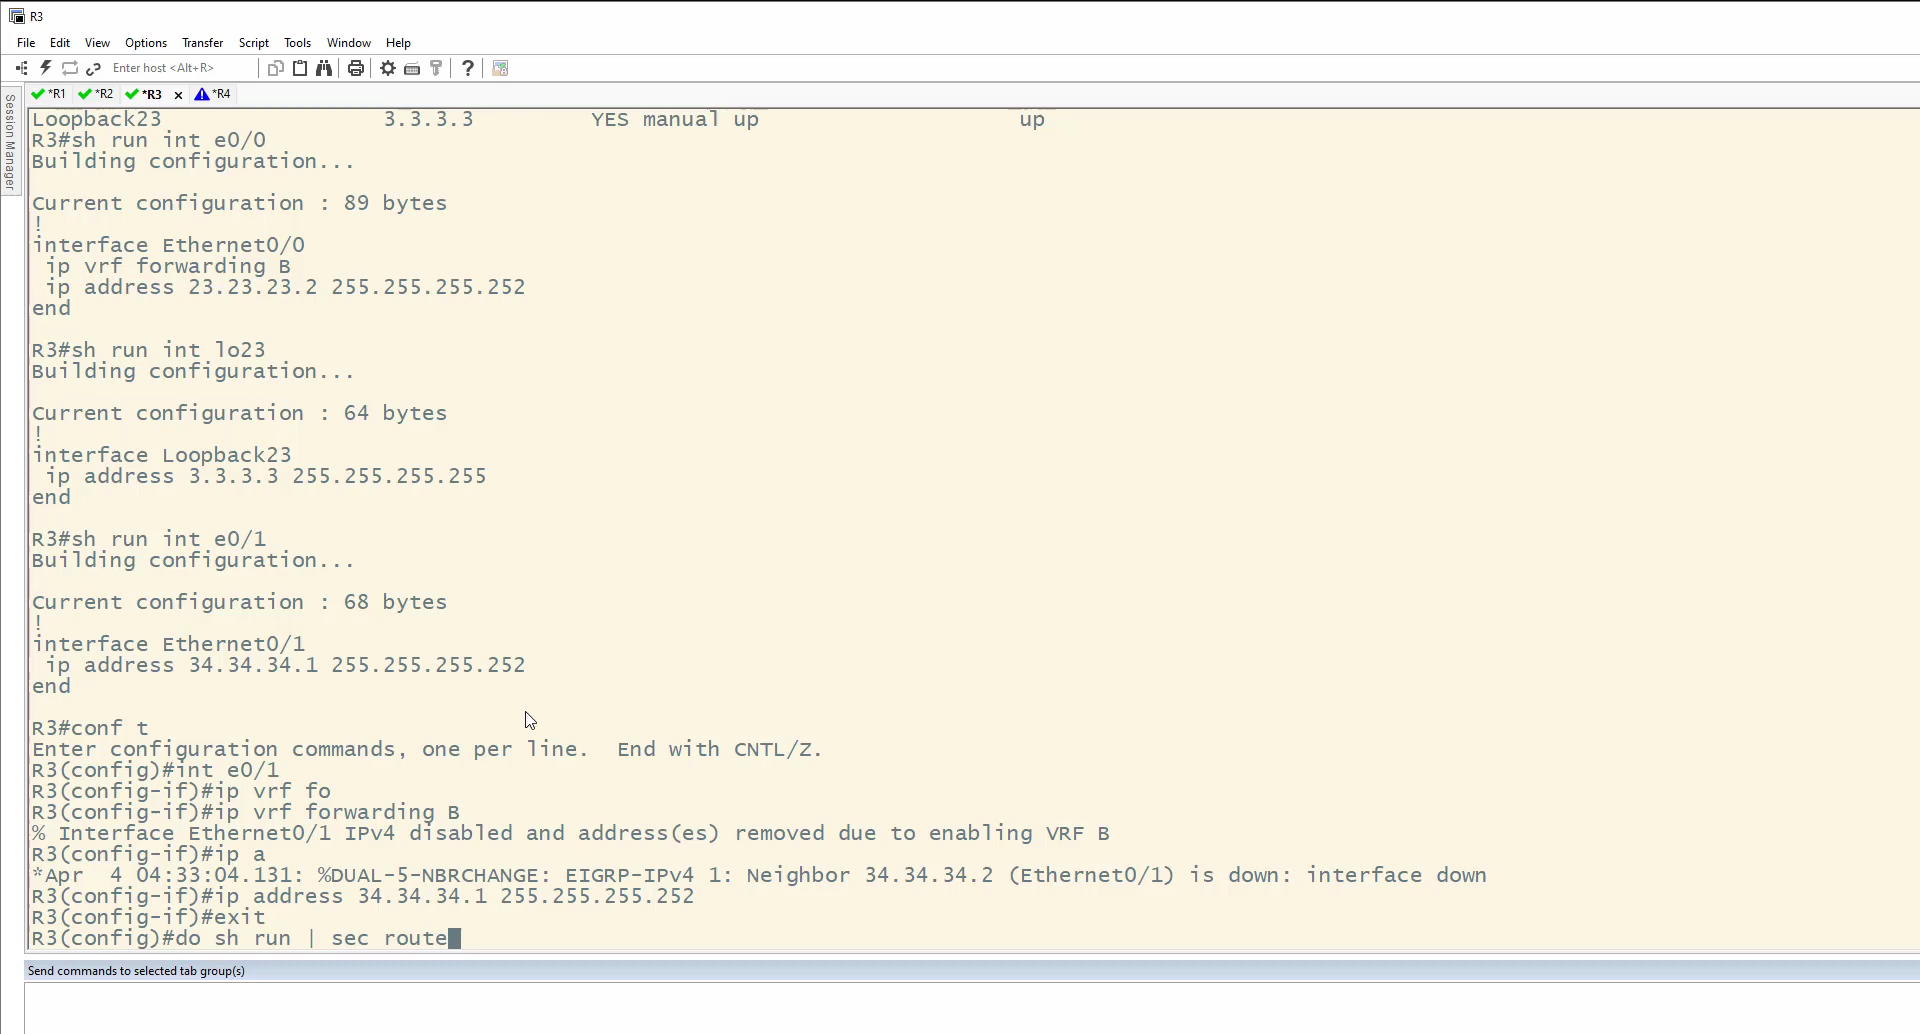 R3
File Edit View Options Transfer Script Tools Window Help
Enter host <Alt+R>
*R1 *R2 *R3 × *R4
Session Manager
Loopback23 3.3.3.3 YES manual up up
R3#sh run int e0/0
Building configuration...
Current configuration : 89 bytes
!
interface Ethernet0/0
ip vrf forwarding B
ip address 23.23.23.2 255.255.255.252
end
R3#sh run int lo23
Building configuration...
Current configuration : 64 bytes
!
interface Loopback23
ip address 3.3.3.3 255.255.255.255
end
R3#sh run int e0/1
Building configuration...
Current configuration : 68 bytes
!
interface Ethernet0/1
ip address 34.34.34.1 255.255.255.252
end
R3#conf t
Enter configuration commands, one per line. End with CNTL/Z.
R3(config)#int e0/1
R3(config-if)#ip vrf fo
R3(config-if)#ip vrf forwarding B
% Interface Ethernet0/1 IPv4 disabled and address(es) removed due to enabling VRF B
R3(config-if)#ip a
*Apr 4 04:33:04.131: %DUAL-5-NBRCHANGE: EIGRP-IPv4 1: Neighbor 34.34.34.2 (Ethernet0/1) is down: interface down
R3(config-if)#ip address 34.34.34.1 255.255.255.252
R3(config-if)#exit
R3(config)#do sh run | sec route
Send commands to selected tab group(s)